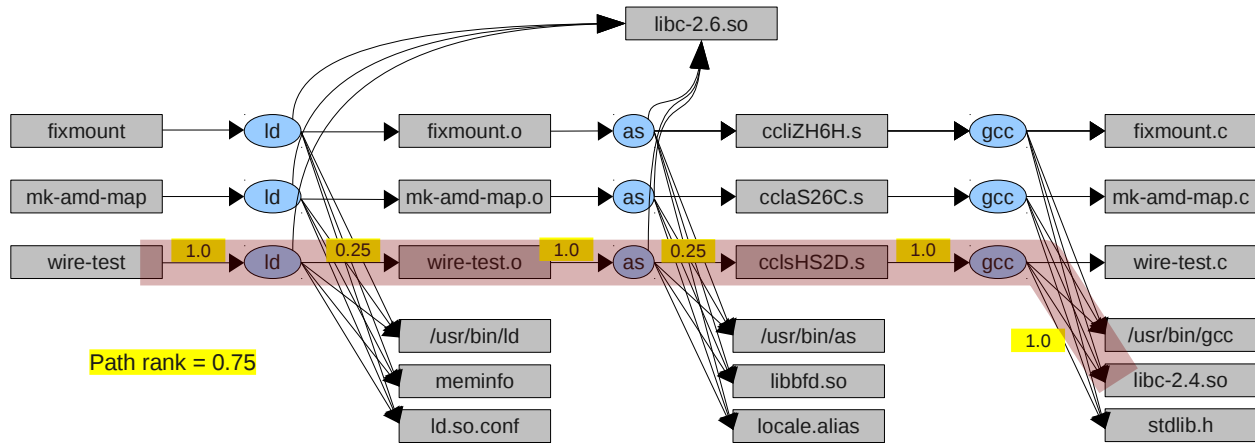 libc-2.6.so
fixmount
ld
fixmount.o
as
ccliZH6H.s
gcc
fixmount.c
mk-amd-map
ld
mk-amd-map.o
as
cclaS26C.s
gcc
mk-amd-map.c
1.0
0.25
1.0
0.25
1.0
wire-test
ld
wire-test.o
as
cclsHS2D.s
gcc
wire-test.c
/usr/bin/ld
/usr/bin/as
/usr/bin/gcc
1.0
Path rank = 0.75
meminfo
libbfd.so
libc-2.4.so
ld.so.conf
locale.alias
stdlib.h